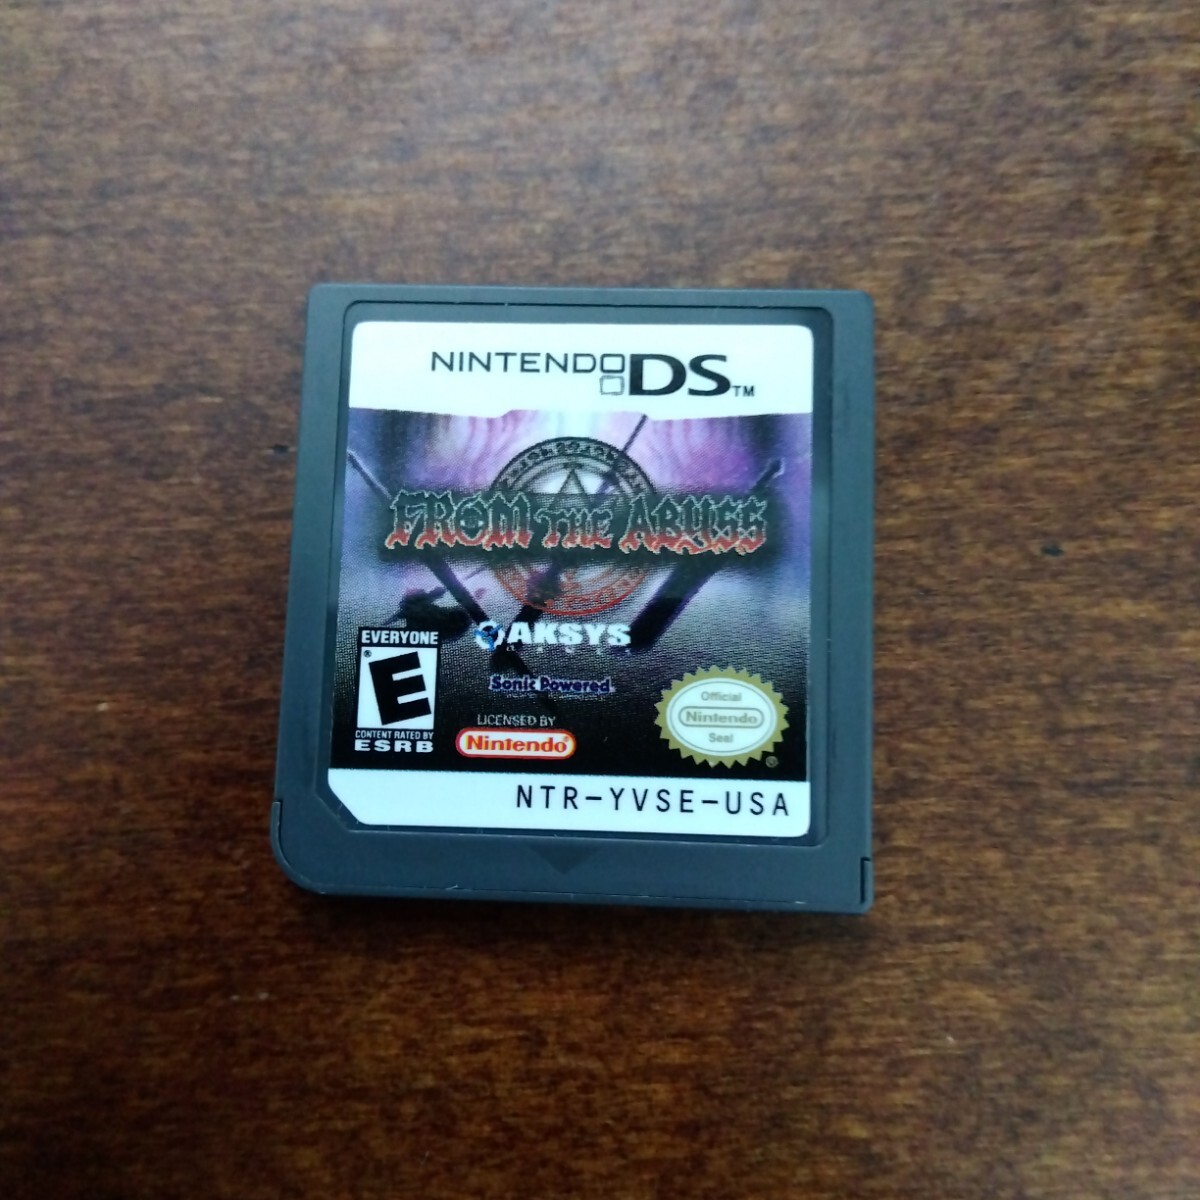 NINTENDO DS TM
FROM THE ABYSS
AKSYS
GAMES
Sonic Powered
EVERYONE
E
®
CONTENT RATED BY
ESRB
LICENSED BY
Nintendo
®
Official
Nintendo
Seal
®
NTR-YVSE-USA